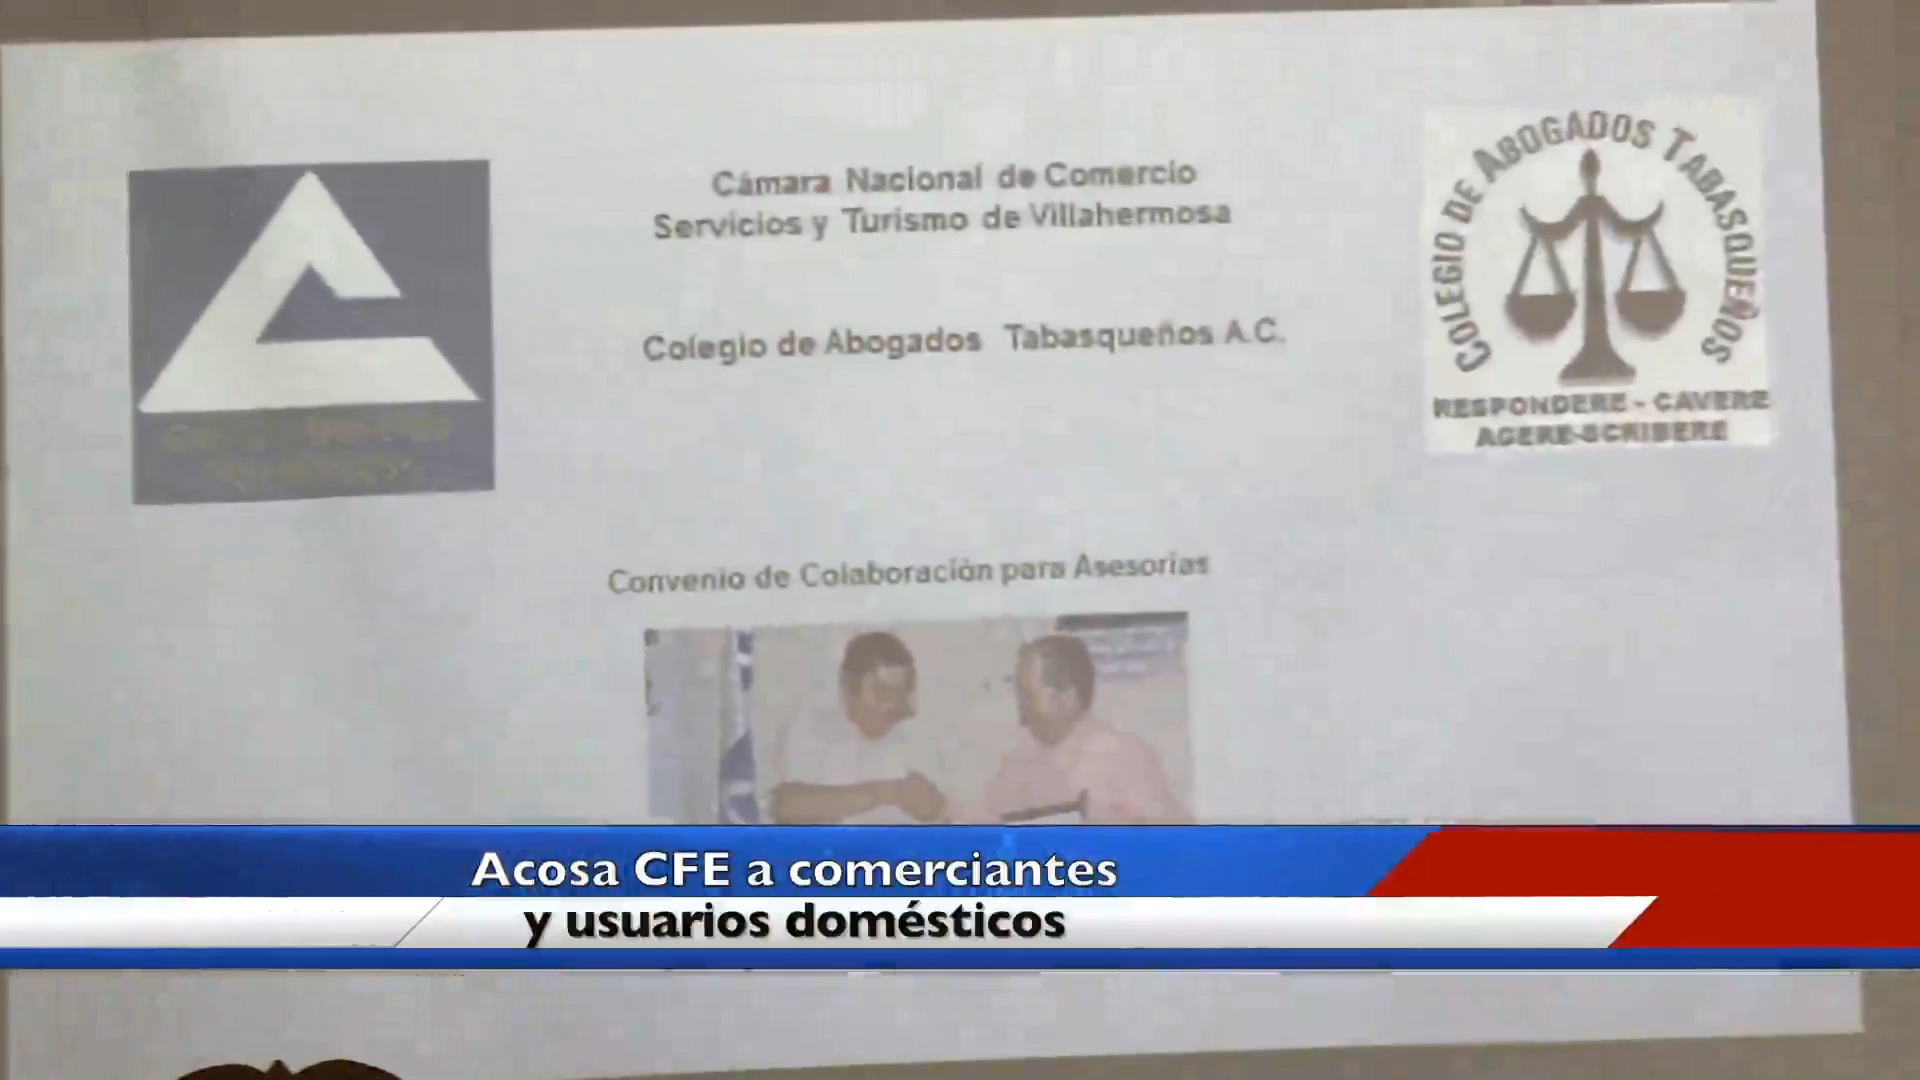 Cámara Nacional de Comercio
Servicios y Turismo de Villahermosa
Colegio de Abogados Tabasqueños A.C.
COLEGIO DE ABOGADOS TABASQUEÑOS
RESPONDERE - CAVERE
AGERE-SCRIBERE
Convenio de Colaboración para Asesorías
Acosa CFE a comerciantes
y usuarios domésticos